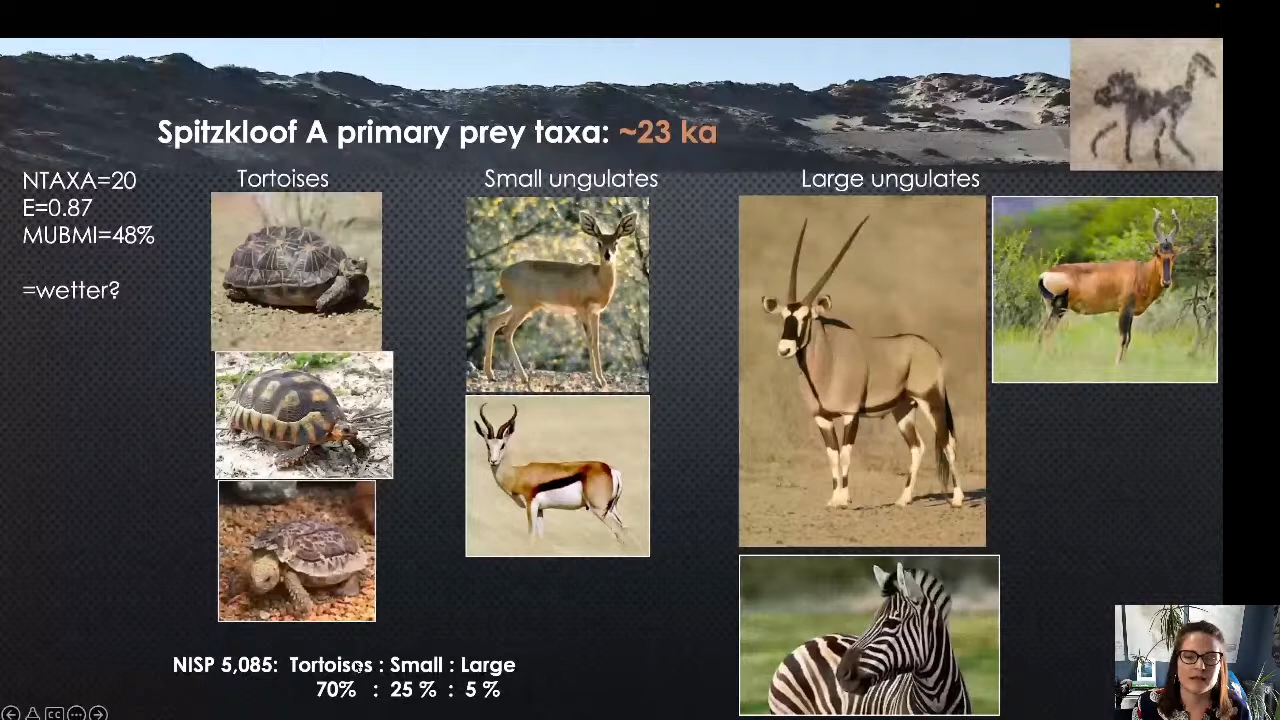 Spitzkloof A primary prey taxa: ~23 ka
NTAXA=20
E=0.87
MUBMI=48%
=wetter?
Tortoises
Small ungulates
Large ungulates
NISP 5,085: Tortoises : Small : Large
70% : 25 % : 5 %
CC